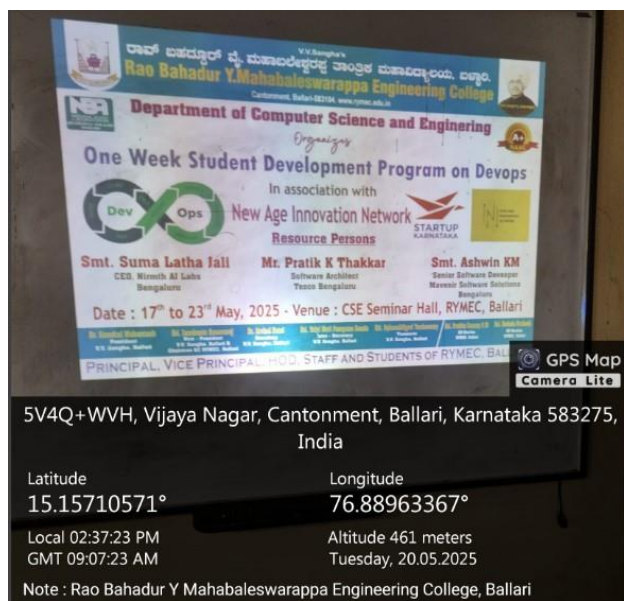 V.V.Sangha's
ರಾವ್ ಬಹದ್ದೂರ್ ವೈ. ಮಹಾಬಲೇಶ್ವರಪ್ಪ ತಾಂತ್ರಿಕ ಮಹಾವಿದ್ಯಾಲಯ, ಬಳ್ಳಾರಿ.
Rao Bahadur Y.Mahabaleswarappa Engineering College
Cantonment, Ballari-583104, www.rymec.edu.in
NBA
A+
Department of Computer Science and Enginering
Organizes
One Week Student Development Program on Devops
In association with
Dev Ops
New Age Innovation Network
STARTUP
KARNATAKA
Resource Persons
Smt. Suma Latha Jali Mr. Pratik K Thakkar Smt. Ashwin KM
CEO, Nirmth AI Labs Software Architect Senior Software Deveoper
Bengaluru Tesco Bengaluru Mavenir Software Solutions
Bengaluru
Date : 17th to 23rd May, 2025 - Venue : CSE Seminar Hall, RYMEC, Ballari
PRINCIPAL, VICE PRINCIPAL, HOD, STAFF AND STUDENTS OF RYMEC,
GPS Map
Camera Lite
5V4Q+WVH, Vijaya Nagar, Cantonment, Ballari, Karnataka 583275,
India
Latitude Longitude
15.15710571° 76.88963367°
Local 02:37:23 PM Altitude 461 meters
GMT 09:07:23 AM Tuesday, 20.05.2025
Note : Rao Bahadur Y Mahabaleswarappa Engineering College, Ballari